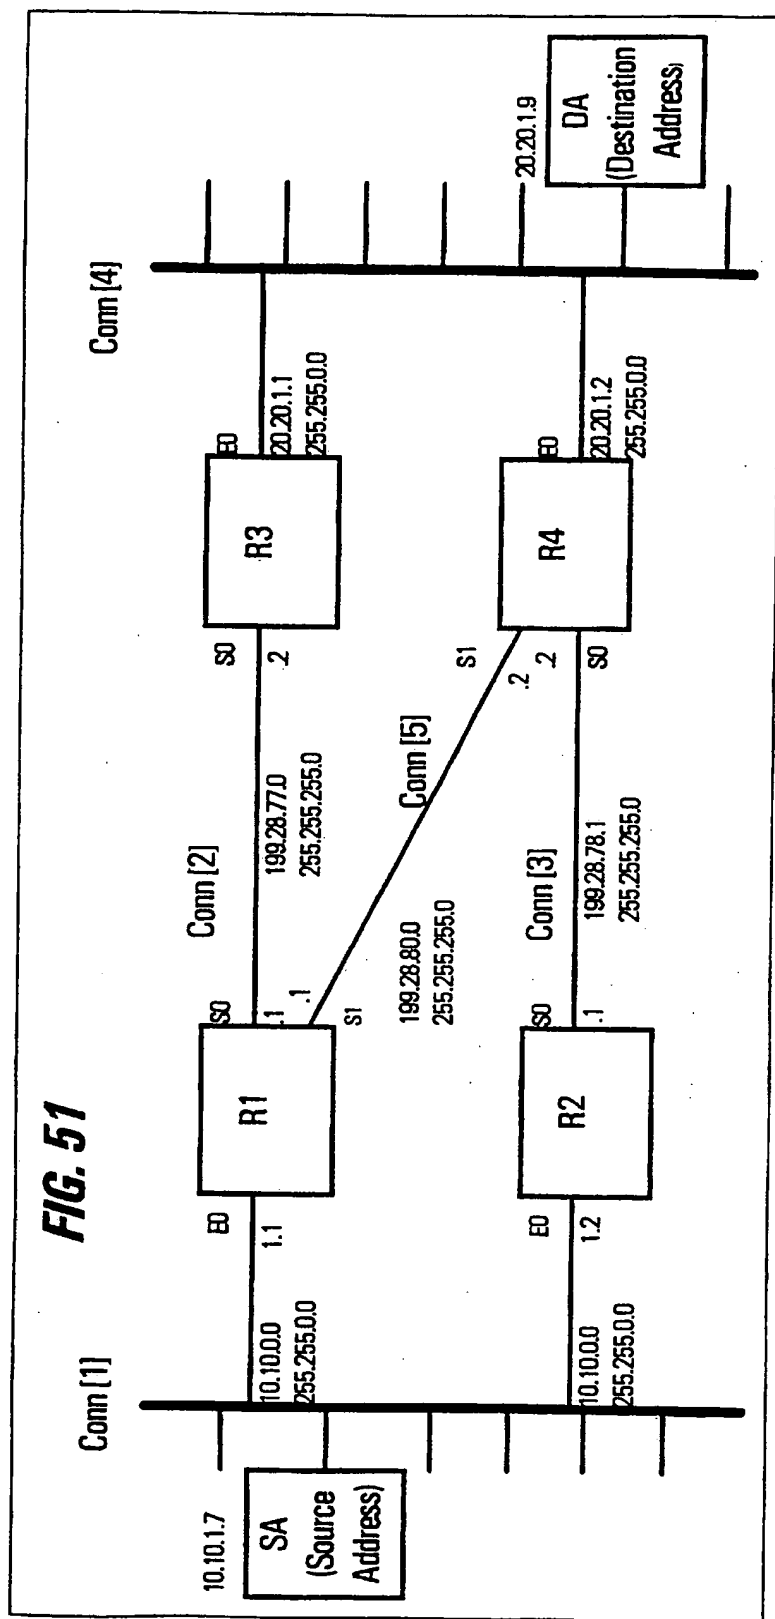 FIG. 51
Conn [1]
10.10.1.7
SA
(Source
Address)
10.10.0.0
255.255.0.0
E0
1.1
R1
S0
.1
.1
S1
Conn [2]
199.28.77.0
255.255.255.0
S0
.2
R3
E0
20.20.1.1
255.255.0.0
Conn [4]
199.28.80.0
255.255.255.0
Conn [5]
S1
.2
10.10.0.0
255.255.0.0
E0
1.2
R2
S0
.1
Conn [3]
199.28.78.1
255.255.255.0
.2
S0
R4
E0
20.20.1.2
255.255.0.0
20.20.1.9
DA
(Destination
Address)